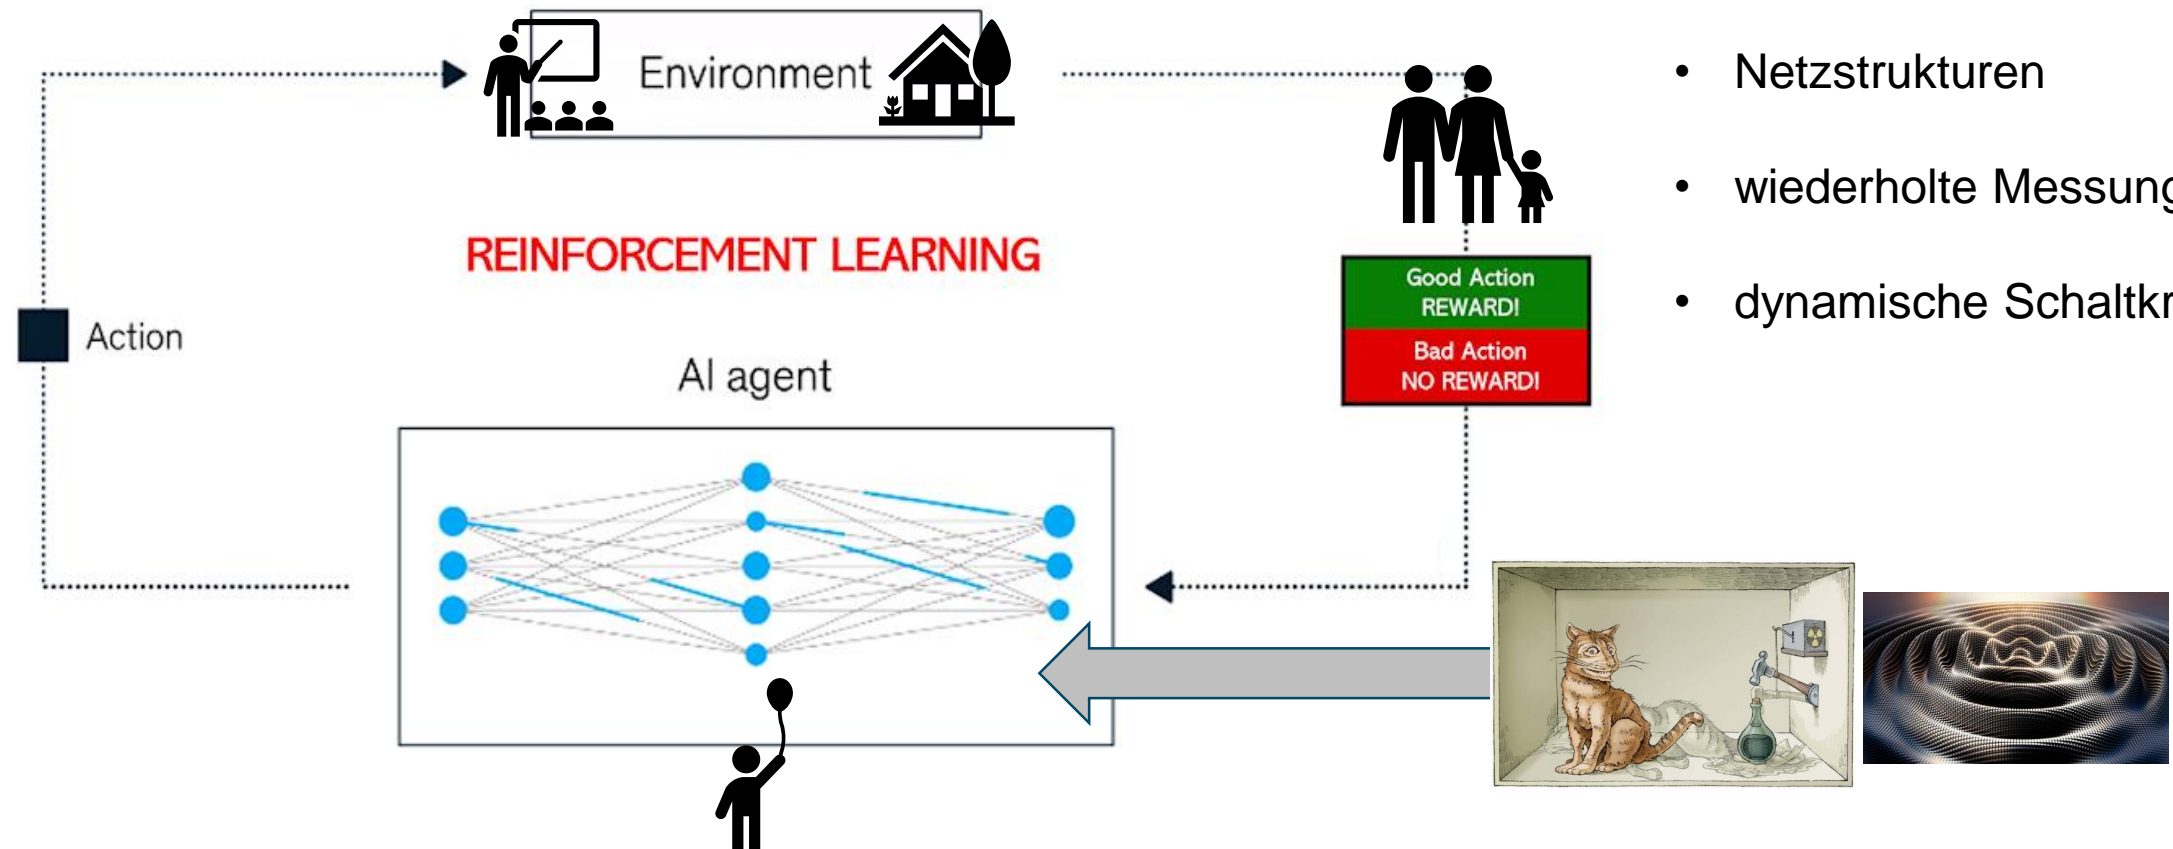 Environment
REINFORCEMENT LEARNING
Action
AI agent
Good Action
REWARD!
Bad Action
NO REWARD!
• Netzstrukturen
• wiederholte Messung
• dynamische Schaltkr